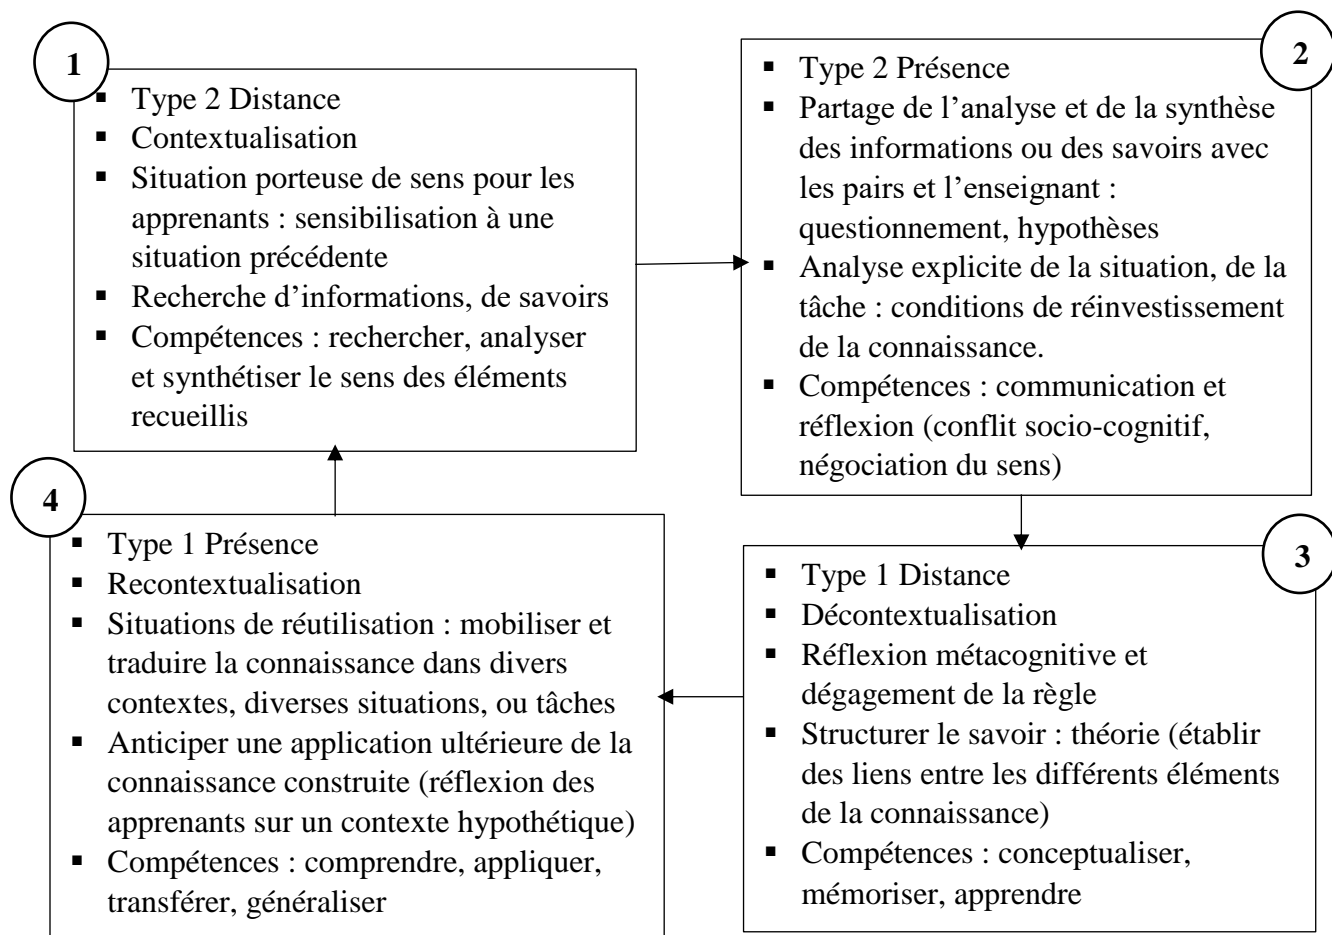 1
▪ Type 2 Distance
▪ Contextualisation
▪ Situation porteuse de sens pour les
apprenants : sensibilisation à une
situation précédente
▪ Recherche d’informations, de savoirs
▪ Compétences : rechercher, analyser
et synthétiser le sens des éléments
recueillis
2
▪ Type 2 Présence
▪ Partage de l’analyse et de la synthèse
des informations ou des savoirs avec
les pairs et l’enseignant :
questionnement, hypothèses
▪ Analyse explicite de la situation, de la
tâche : conditions de réinvestissement
de la connaissance.
▪ Compétences : communication et
réflexion (conflit socio-cognitif,
négociation du sens)
3
▪ Type 1 Distance
▪ Décontextualisation
▪ Réflexion métacognitive et
dégagement de la règle
▪ Structurer le savoir : théorie (établir
des liens entre les différents éléments
de la connaissance)
▪ Compétences : conceptualiser,
mémoriser, apprendre
4
▪ Type 1 Présence
▪ Recontextualisation
▪ Situations de réutilisation : mobiliser et
traduire la connaissance dans divers
contextes, diverses situations, ou tâches
▪ Anticiper une application ultérieure de la
connaissance construite (réflexion des
apprenants sur un contexte hypothétique)
▪ Compétences : comprendre, appliquer,
transférer, généraliser